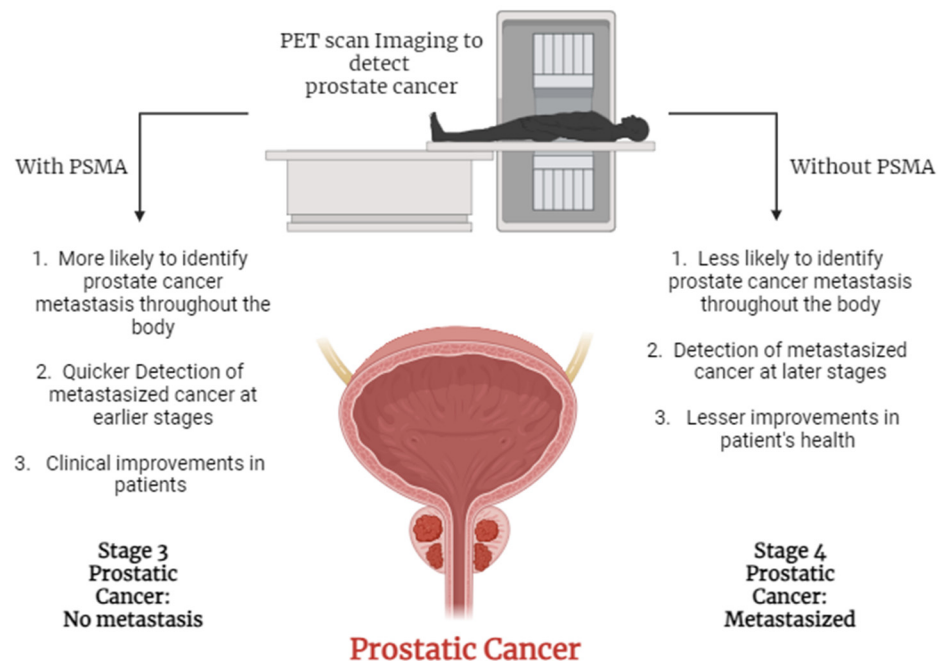 PET scan Imaging to
detect
prostate cancer
With PSMA
Without PSMA
1. More likely to identify
prostate cancer
metastasis throughout the
body
2. Quicker Detection of
metastasized cancer at
earlier stages
3. Clinical improvements in
patients
Stage 3
Prostatic
Cancer:
No metastasis
1. Less likely to identify
prostate cancer metastasis
throughout the body
2. Detection of metastasized
cancer at later stages
3. Lesser improvements in
patient's health
Stage 4
Prostatic
Cancer:
Metastasized
Prostatic Cancer